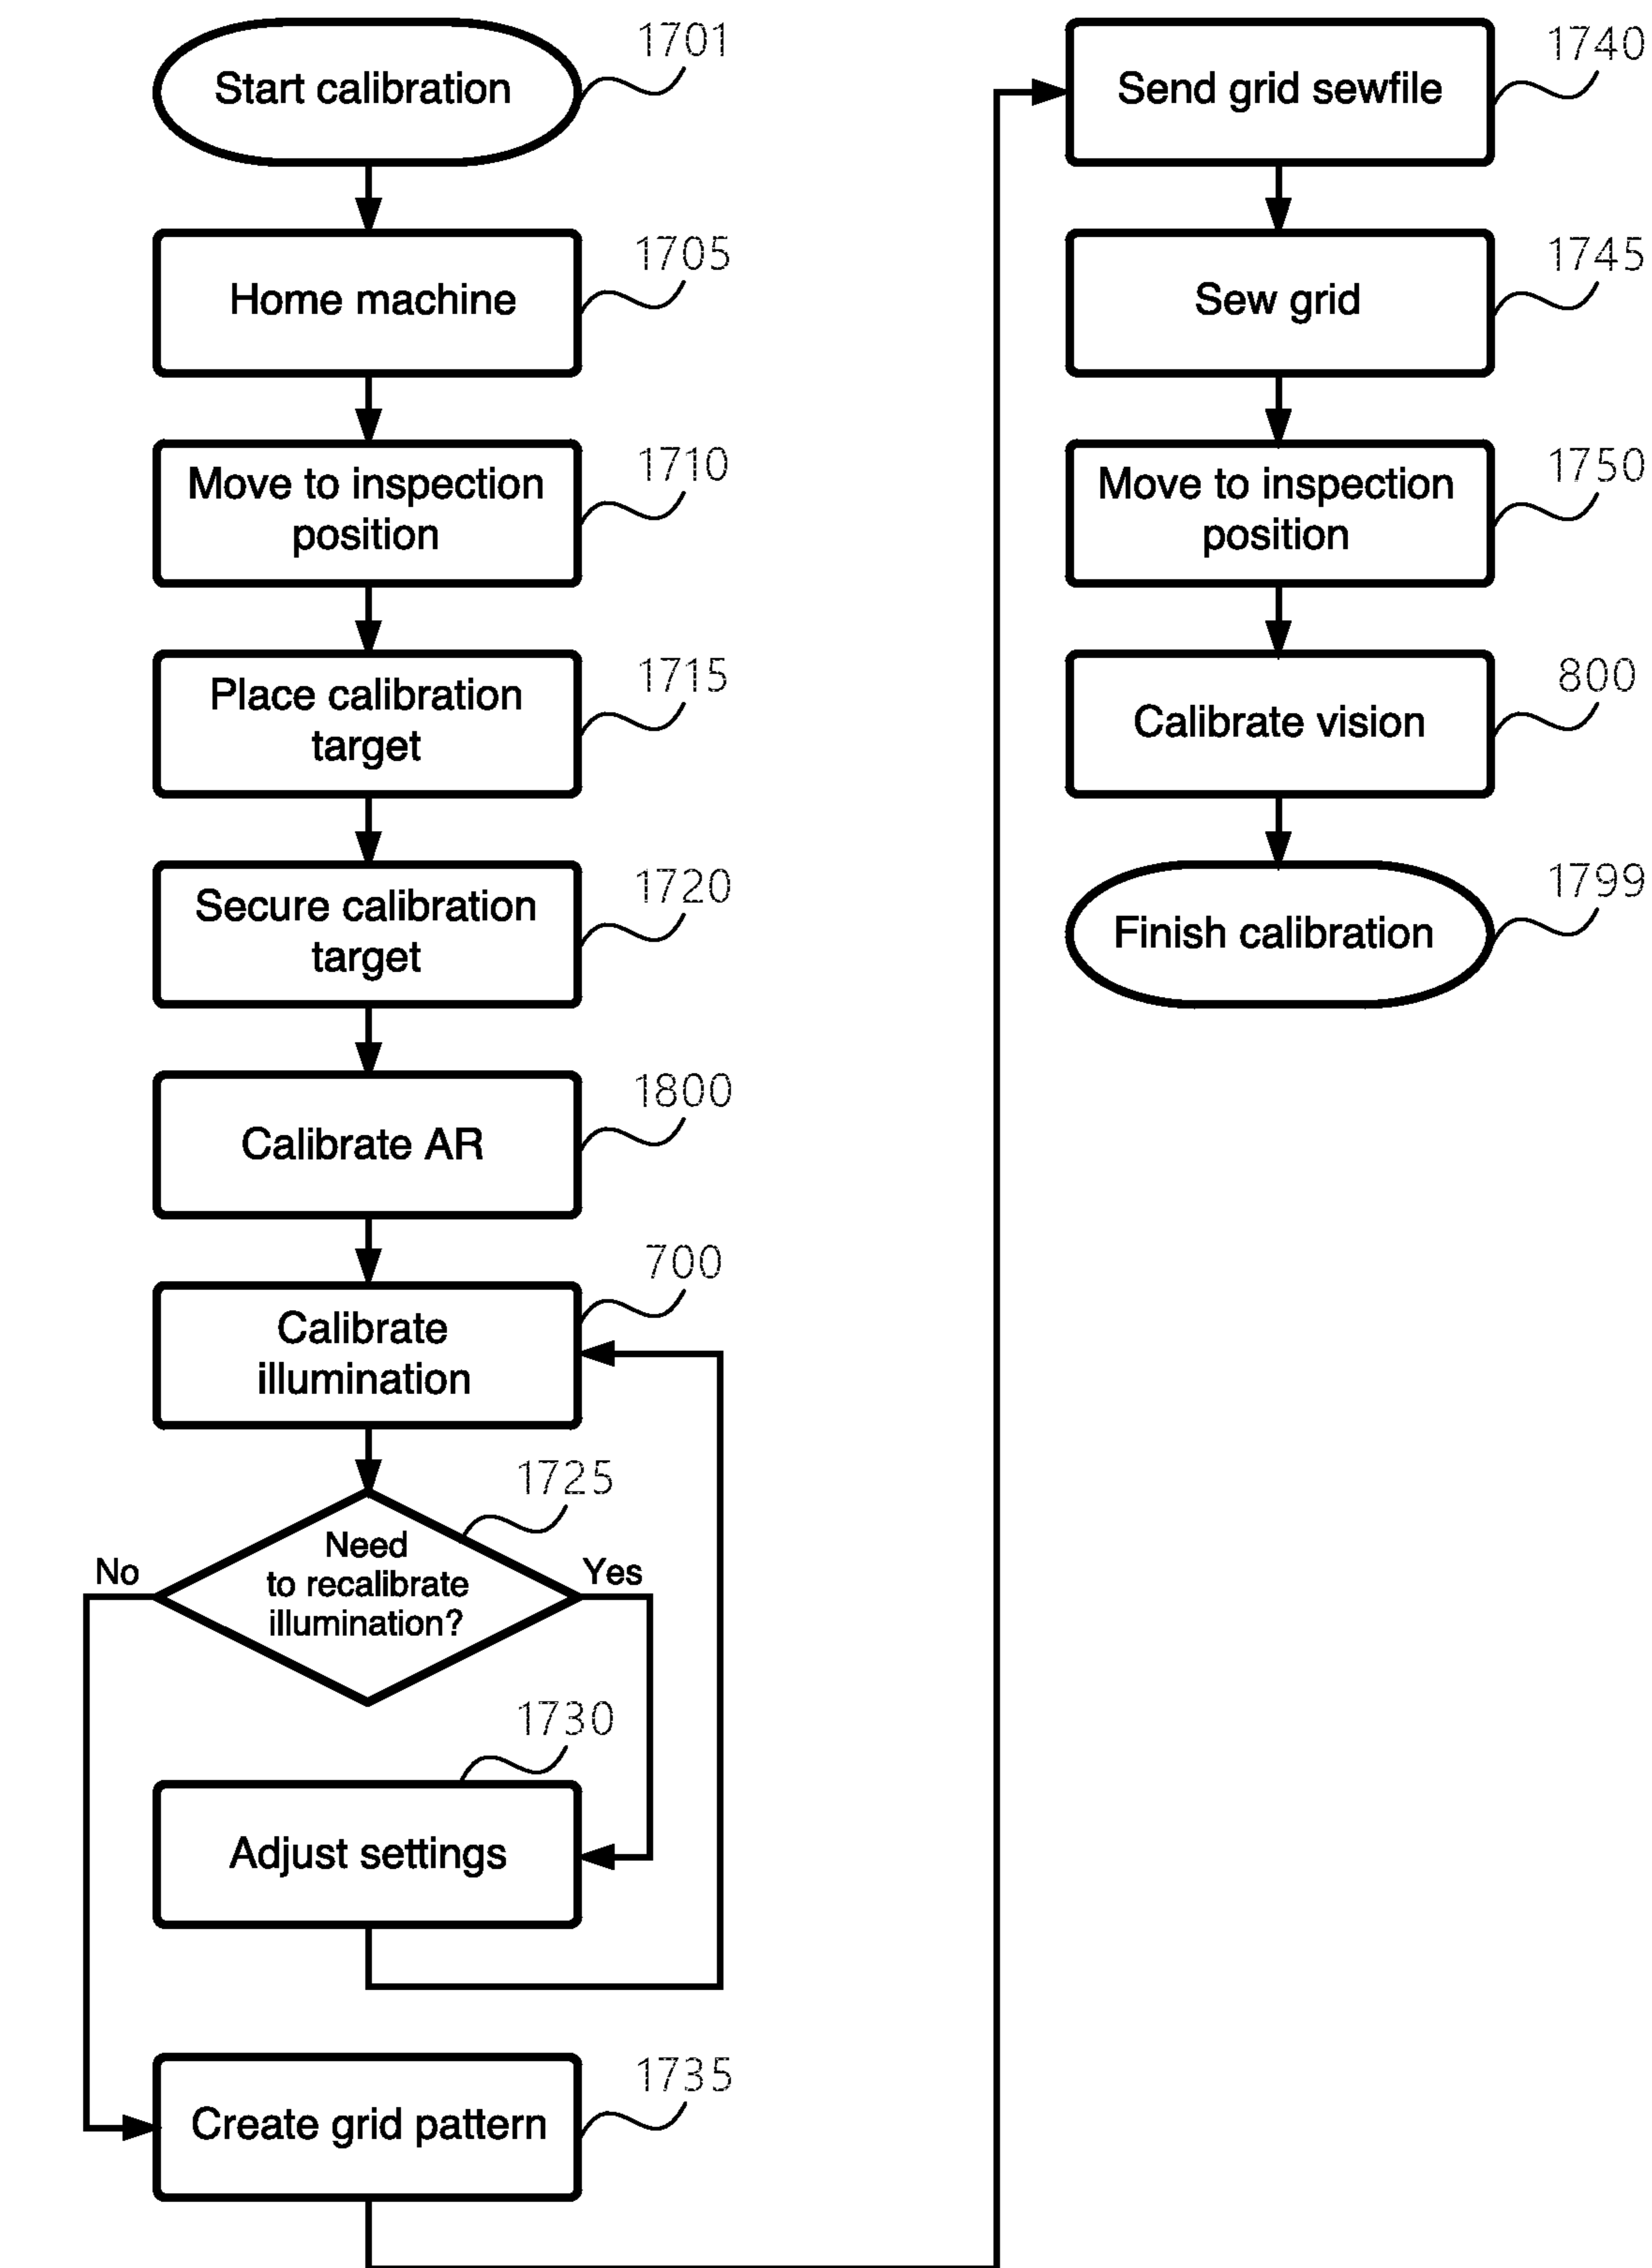 Start calibration
1701
Home machine
1705
Move to inspection
position
1710
Place calibration
target
1715
Secure calibration
target
1720
Calibrate AR
1800
Calibrate
illumination
700
Need
to recalibrate
illumination?
1725
No
Yes
Adjust settings
1730
Create grid pattern
1735
Send grid sewfile
1740
Sew grid
1745
Move to inspection
position
1750
Calibrate vision
800
Finish calibration
1799